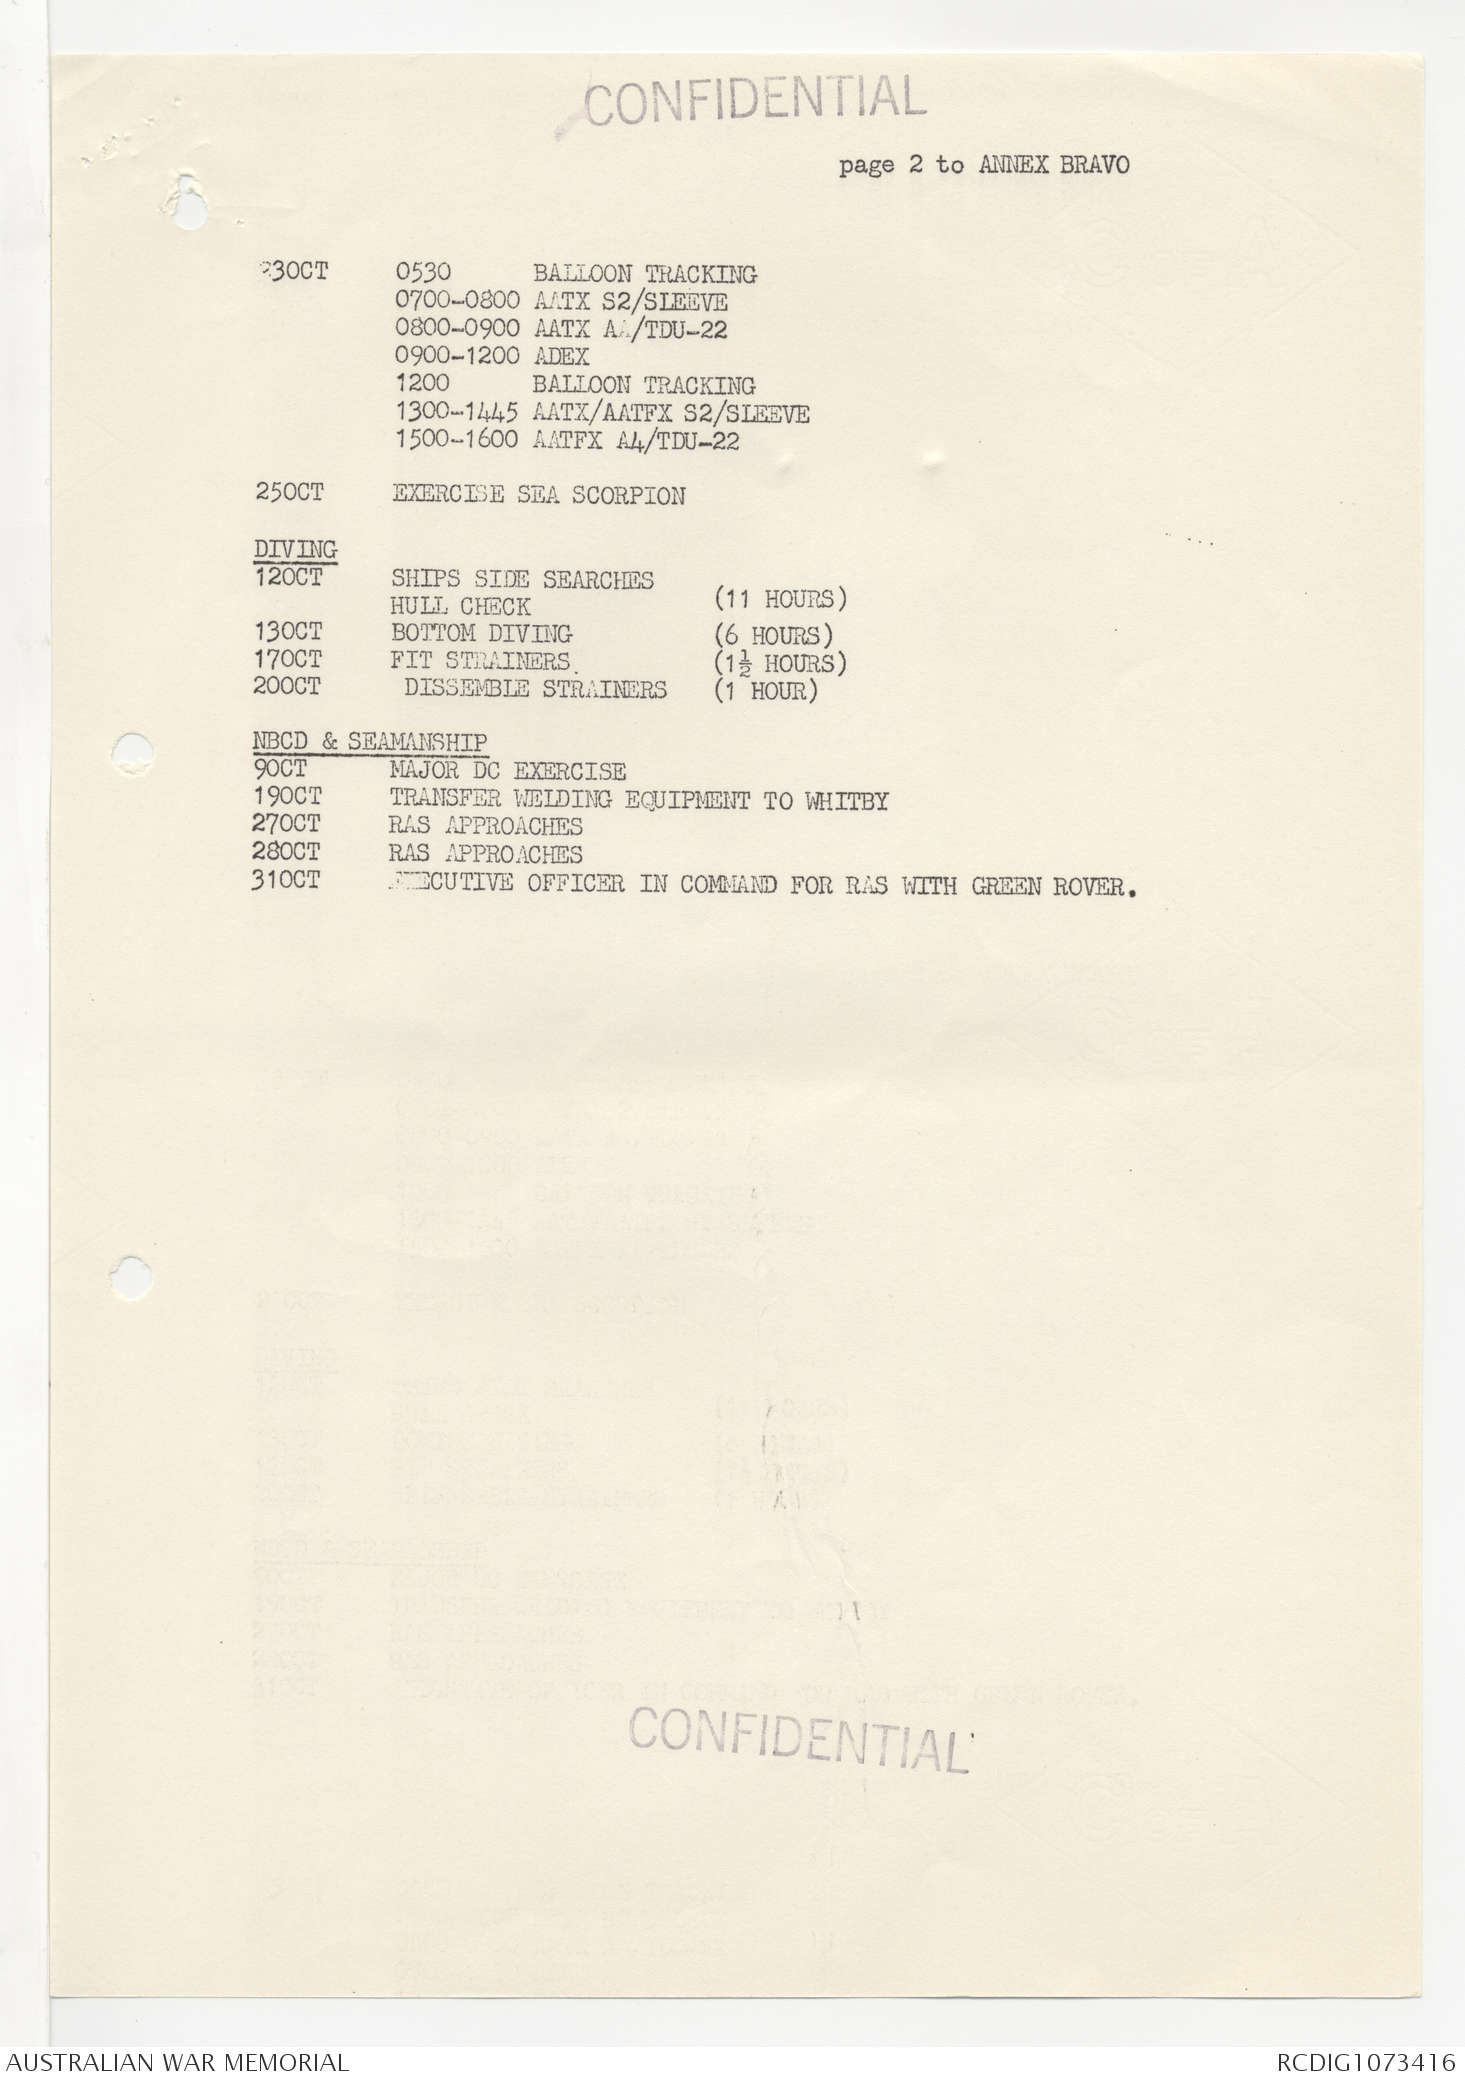 CONFIDENTIAL
page 2 to ANNEX BRAVO
23OCT 0530 BALLOON TRACKING
0700-0800 AATX S2/SLEEVE
0800-0900 AATX AA/TDU-22
0900-1200 ADEX
1200 BALLOON TRACKING
1300-1445 AATX/AATFX S2/SLEEVE
1500-1600 AATFX A4/TDU-22
25OCT EXERCISE SEA SCORPION
DIVING
12OCT SHIPS SIDE SEARCHES
HULL CHECK (11 HOURS)
13OCT BOTTOM DIVING (6 HOURS)
17OCT FIT STRAINERS. (1½ HOURS)
20OCT DISSEMBLE STRAINERS (1 HOUR)
NBCD & SEAMANSHIP
9OCT MAJOR DC EXERCISE
19OCT TRANSFER WELDING EQUIPMENT TO WHITBY
27OCT RAS APPROACHES
28OCT RAS APPROACHES
31OCT EXECUTIVE OFFICER IN COMMAND FOR RAS WITH GREEN ROVER.
CONFIDENTIAL
AUSTRALIAN WAR MEMORIAL RCDIG1073416